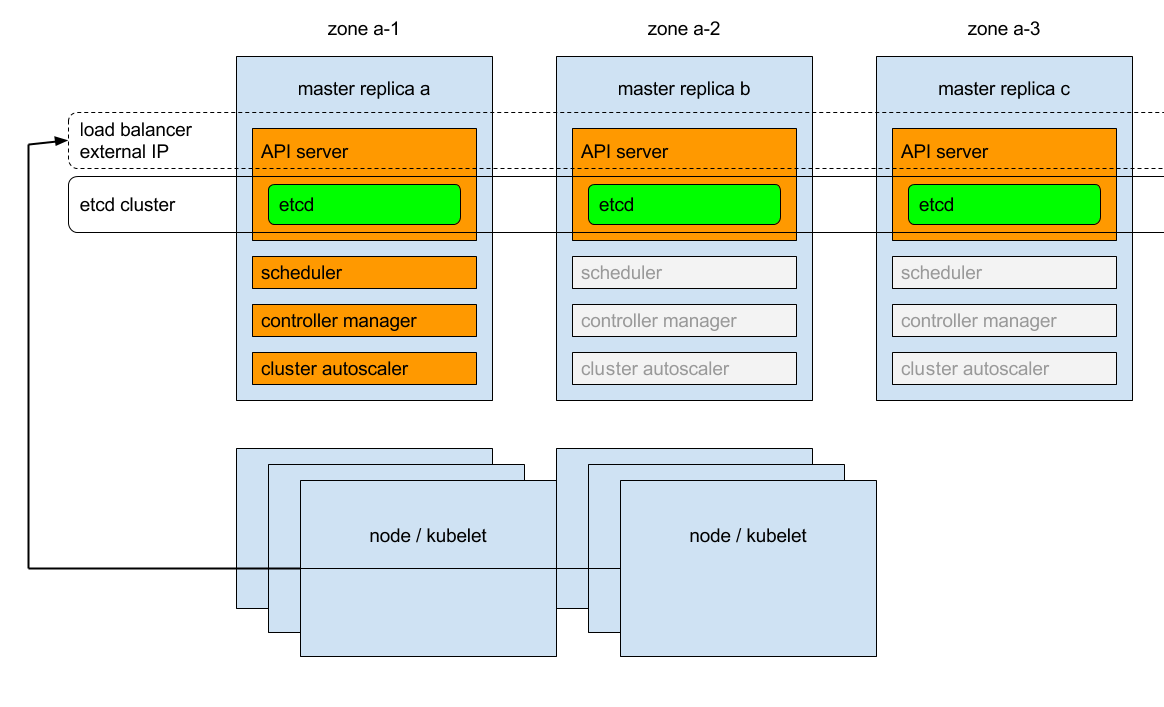 zone a-1
zone a-2
zone a-3
master replica a
master replica b
master replica c
load balancer
external IP
API server
API server
API server
etcd cluster
etcd
etcd
etcd
scheduler
scheduler
scheduler
controller manager
controller manager
controller manager
cluster autoscaler
cluster autoscaler
cluster autoscaler
node / kubelet
node / kubelet